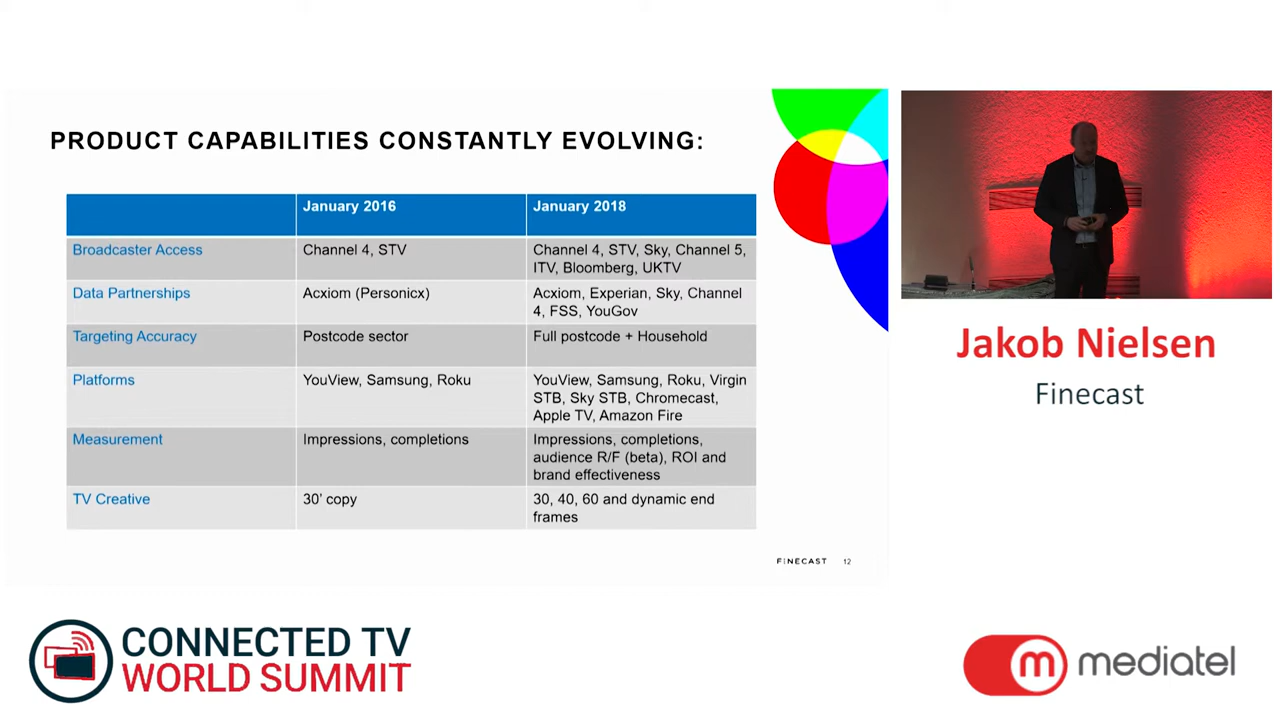 PRODUCT CAPABILITIES CONSTANTLY EVOLVING:
January 2016
January 2018
Broadcaster Access
Channel 4, STV
Channel 4, STV, Sky, Channel 5,
ITV, Bloomberg, UKTV
Data Partnerships
Acxiom (Personicx)
Acxiom, Experian, Sky, Channel
4, FSS, YouGov
Targeting Accuracy
Postcode sector
Full postcode + Household
Platforms
YouView, Samsung, Roku
YouView, Samsung, Roku, Virgin
STB, Sky STB, Chromecast,
Apple TV, Amazon Fire
Measurement
Impressions, completions
Impressions, completions,
audience R/F (beta), ROI and
brand effectiveness
TV Creative
30' copy
30, 40, 60 and dynamic end
frames
FINECAST 12
Jakob Nielsen
Finecast
CONNECTED TV
WORLD SUMMIT
m mediatel